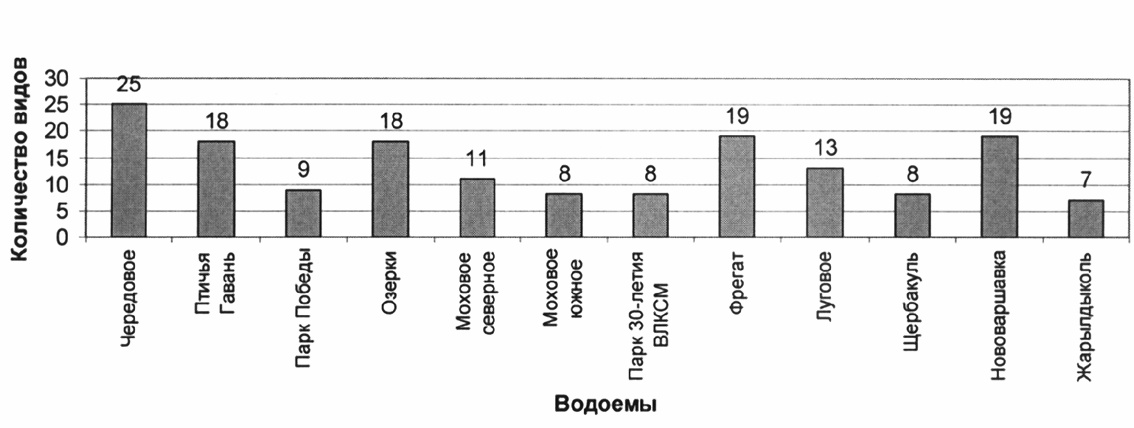 Количество видов
30
25
20
15
10
5
0
25
18
9
18
11
8
8
19
13
8
19
7
Чередовое
Птичья
Гавань
Парк Победы
Озерки
Моховое
северное
Моховое
южное
Парк 30-летия
ВЛКСМ
Фрегат
Луговое
Щербакуль
Нововаршавка
Жарылдыколь
Водоемы